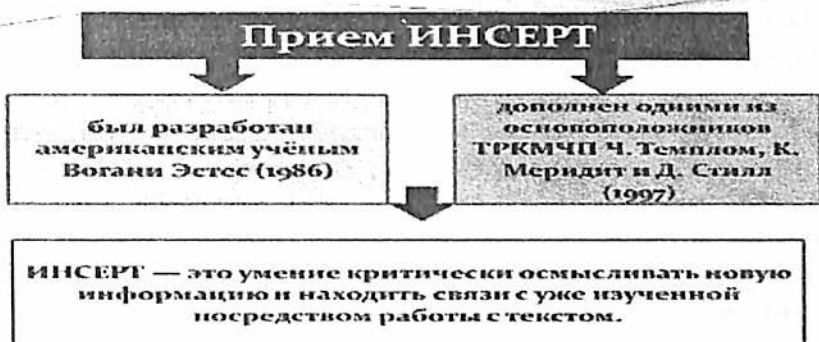 Прием ИНСЕРТ
был разработан
американским учёным
Вогани Эстес (1986)
дополнен одними из
основоположников
ТРКМЧП Ч. Темплом, К.
Меридит и Д. Стилл
(1997)
ИНСЕРТ — это умение критически осмысливать новую
информацию и находить связи с уже изученной
посредством работы с текстом.